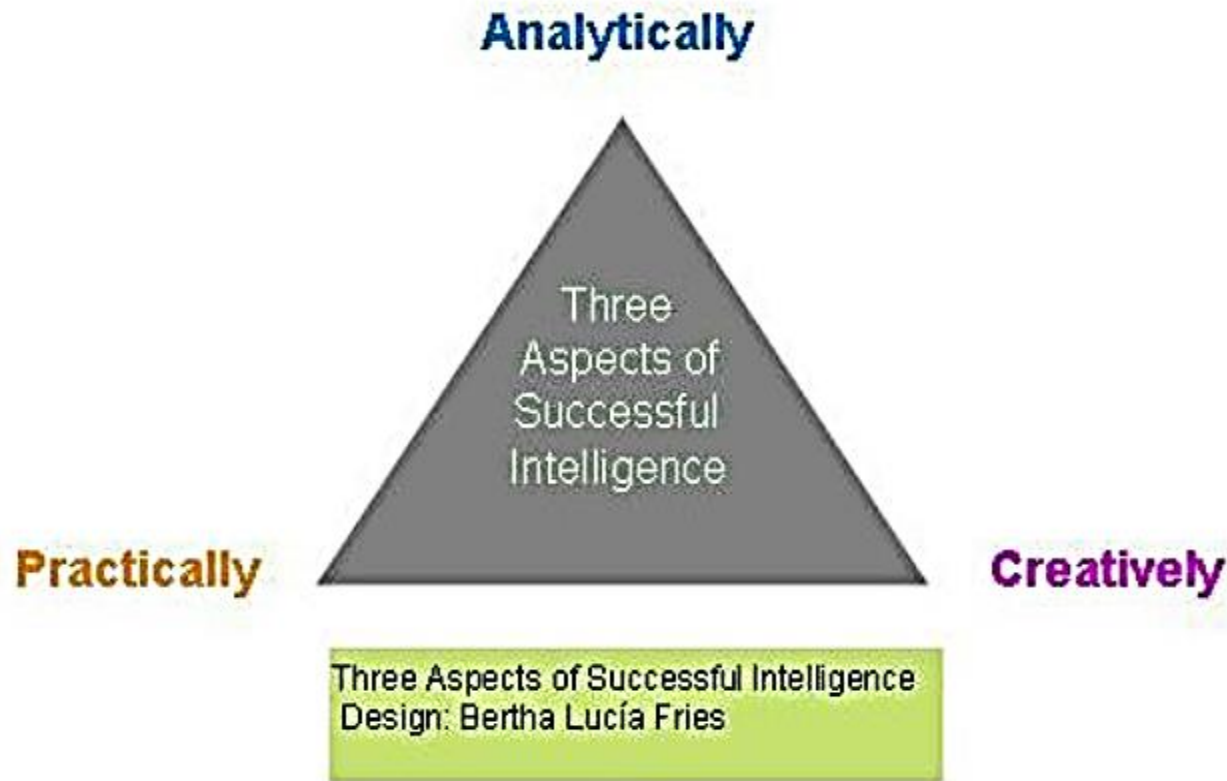 Analytically
Three
Aspects of
Successful
Intelligence
Practically
Creatively
Three Aspects of Successful Intelligence
Design: Bertha Lucía Fries